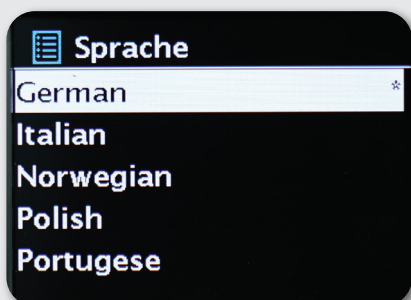 Sprache
German *
Italian
Norwegian
Polish
Portugese